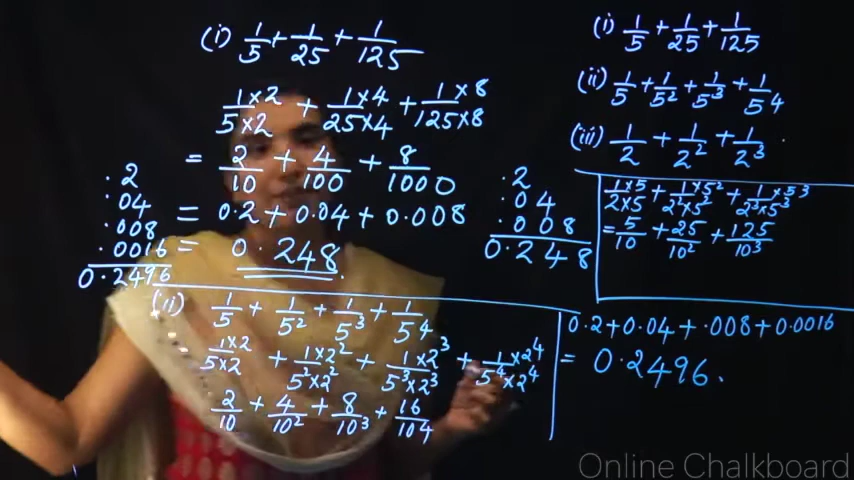 (i) 1/5 + 1/25 + 1/125
1×2/5×2 + 1×4/25×4 + 1×8/125×8
= 2/10 + 4/100 + 8/1000
= 0.2 + 0.04 + 0.008
= 0.248.
.2
.04
.008
.0016
0.2496
.2
.04
.008
0.248
(i) 1/5 + 1/25 + 1/125
(ii) 1/5 + 1/5² + 1/5³ + 1/5⁴
(iii) 1/2 + 1/2² + 1/2³
1×5/2×5 + 1×5²/2²×5² + 1×5³/2³×5³
= 5/10 + 25/10² + 125/10³
(ii) 1/5 + 1/5² + 1/5³ + 1/5⁴
= 1×2/5×2 + 1×2²/5²×2² + 1×2³/5³×2³ + 1×2⁴/5⁴×2⁴
2/10 + 4/10² + 8/10³ + 16/10⁴
0.2 + 0.04 + .008 + 0.0016
= 0.2496.
Online Chalkboard